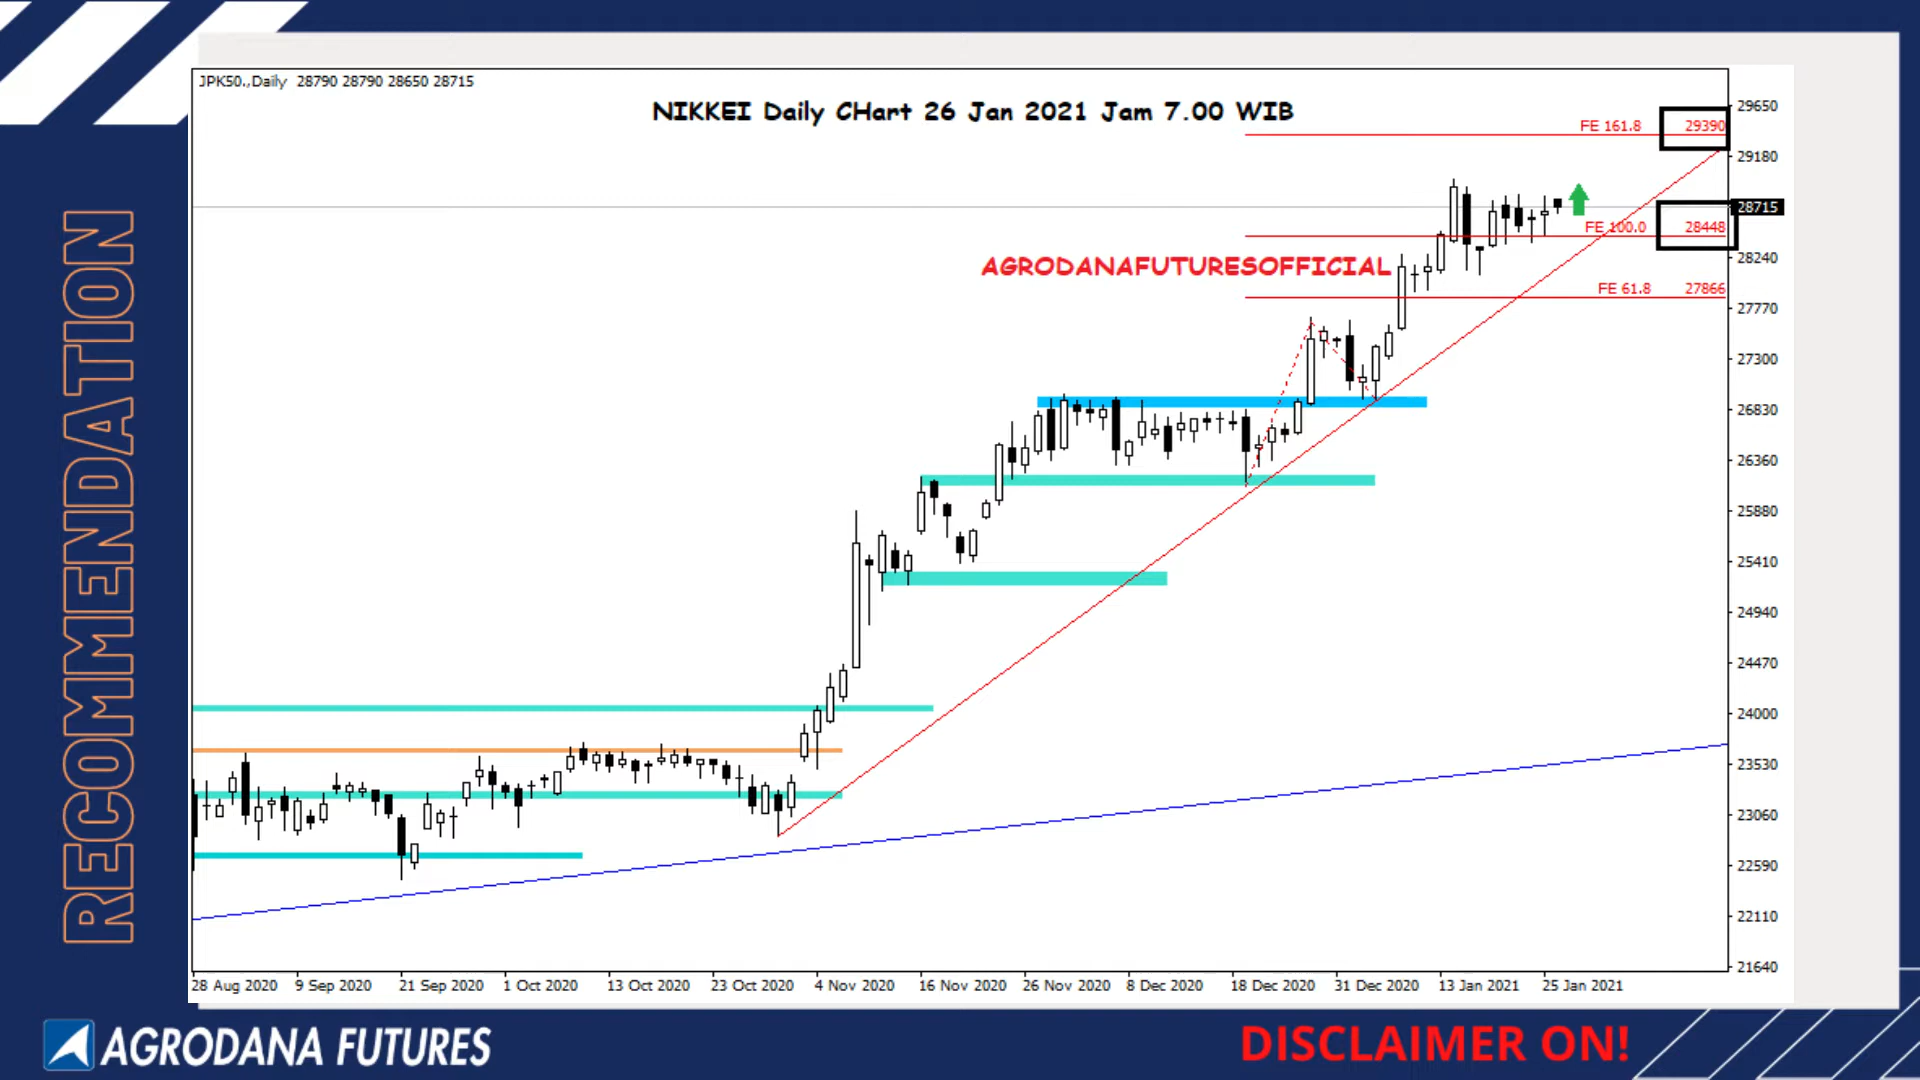 JPK50.,Daily 28790 28790 28650 28715
NIKKEI Daily CHart 26 Jan 2021 Jam 7.00 WIB
29650
FE 161.8 29390
29180
28715
FE 100.0 28448
28240
AGRODANAFUTURESOFFICIAL
FE 61.8 27866
27770
27300
26830
26360
25880
25410
24940
24470
24000
23530
23060
22590
22110
21640
28 Aug 2020 9 Sep 2020 21 Sep 2020 1 Oct 2020 13 Oct 2020 23 Oct 2020 4 Nov 2020 16 Nov 2020 26 Nov 2020 8 Dec 2020 18 Dec 2020 31 Dec 2020 13 Jan 2021 25 Jan 2021
RECOMMENDATION
AGRODANA FUTURES
DISCLAIMER ON!